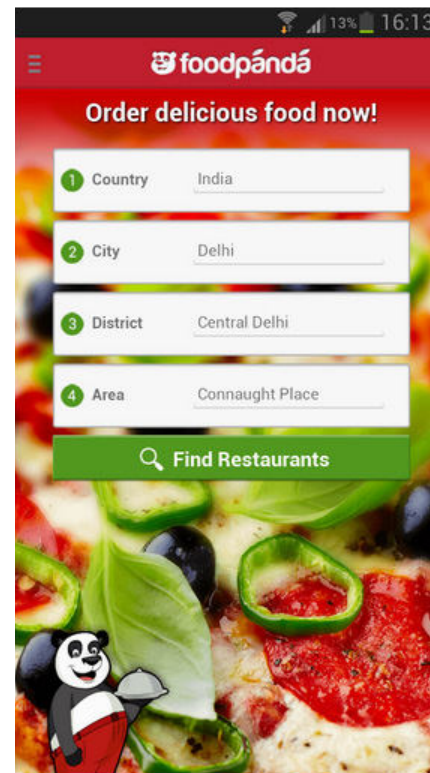 13% 16:13
foodpándá
Order delicious food now!
1 Country India
2 City Delhi
3 District Central Delhi
4 Area Connaught Place
Find Restaurants